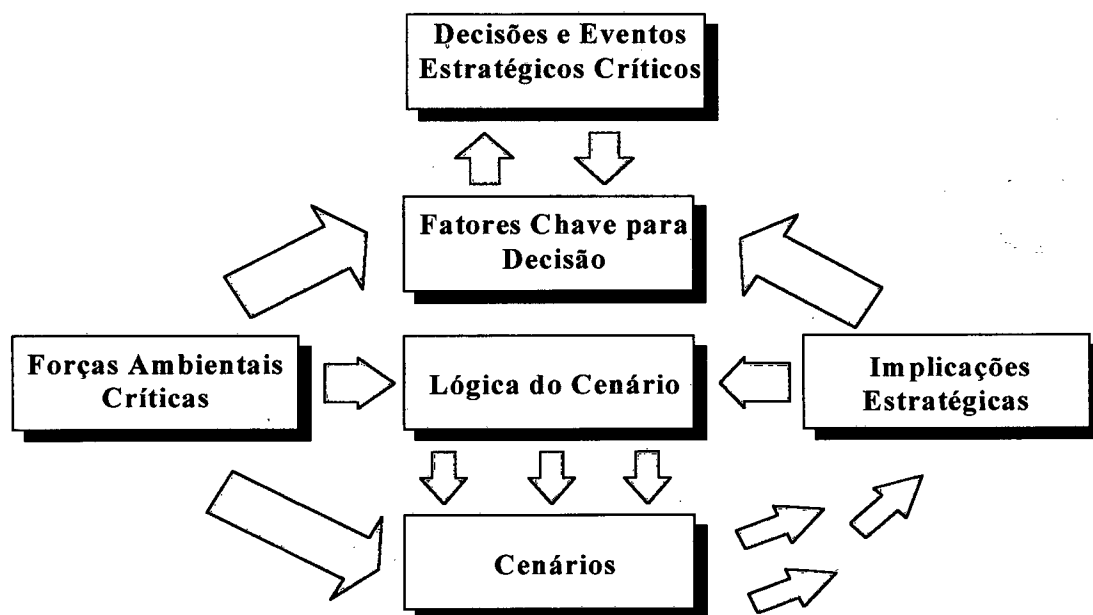 Decisões e Eventos
Estratégicos Críticos
Fatores Chave para
Decisão
Forças Ambientais
Críticas
Lógica do Cenário
Implicações
Estratégicas
Cenários